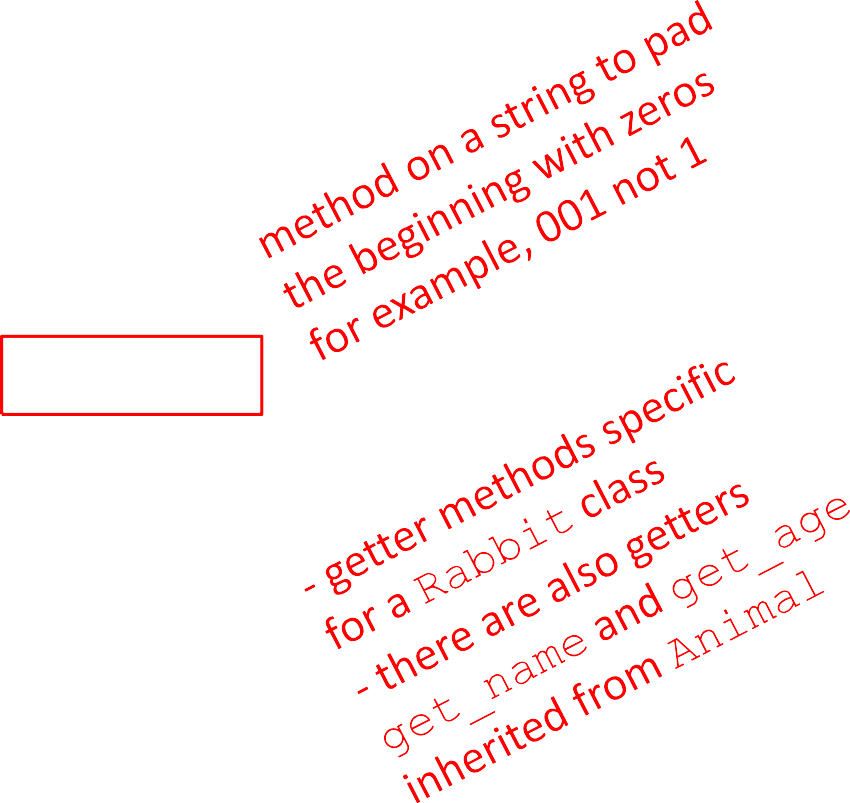 method on a string to pad
the beginning with zeros
for example, 001 not 1
- getter methods specific
for a Rabbit class
- there are also getters
get_name and get_age
inherited from Animal